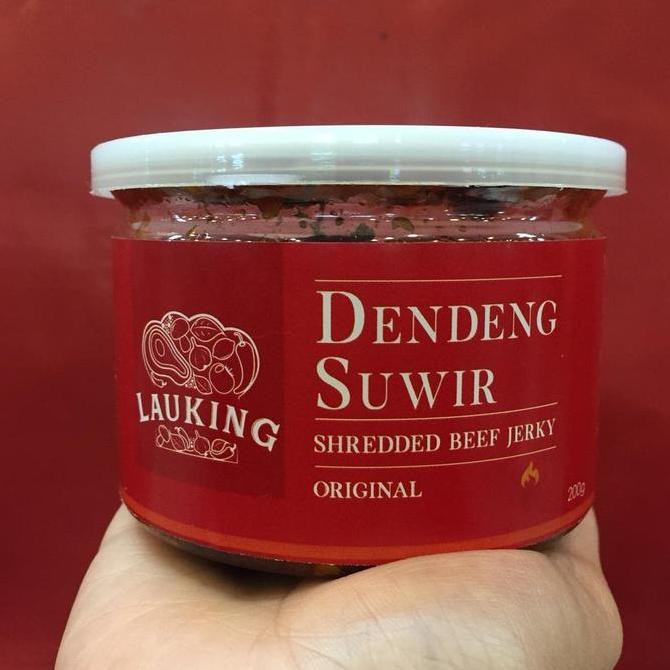 LAUKING
DENDENG
SUWIR
SHREDDED BEEF JERKY
ORIGINAL
200g